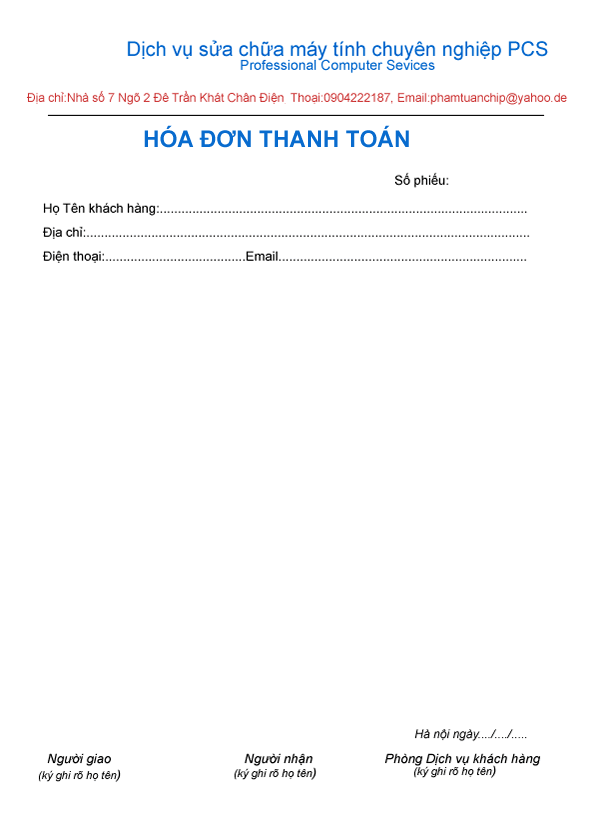 Dịch vụ sửa chữa máy tính chuyên nghiệp PCS
Professional Computer Sevices
Địa chỉ:Nhà số 7 Ngõ 2 Đê Trần Khát Chân Điện Thoại:0904222187, Email:phamtuanchip@yahoo.de
HÓA ĐƠN THANH TOÁN
Số phiếu:
Họ Tên khách hàng:......................................................................................................
Địa chỉ:...........................................................................................................................
Điện thoại:.......................................Email.....................................................................
Hà nội ngày..../..../.....
Người giao Người nhận Phòng Dịch vụ khách hàng
(ký ghi rõ họ tên) (ký ghi rõ họ tên) (ký ghi rõ họ tên)